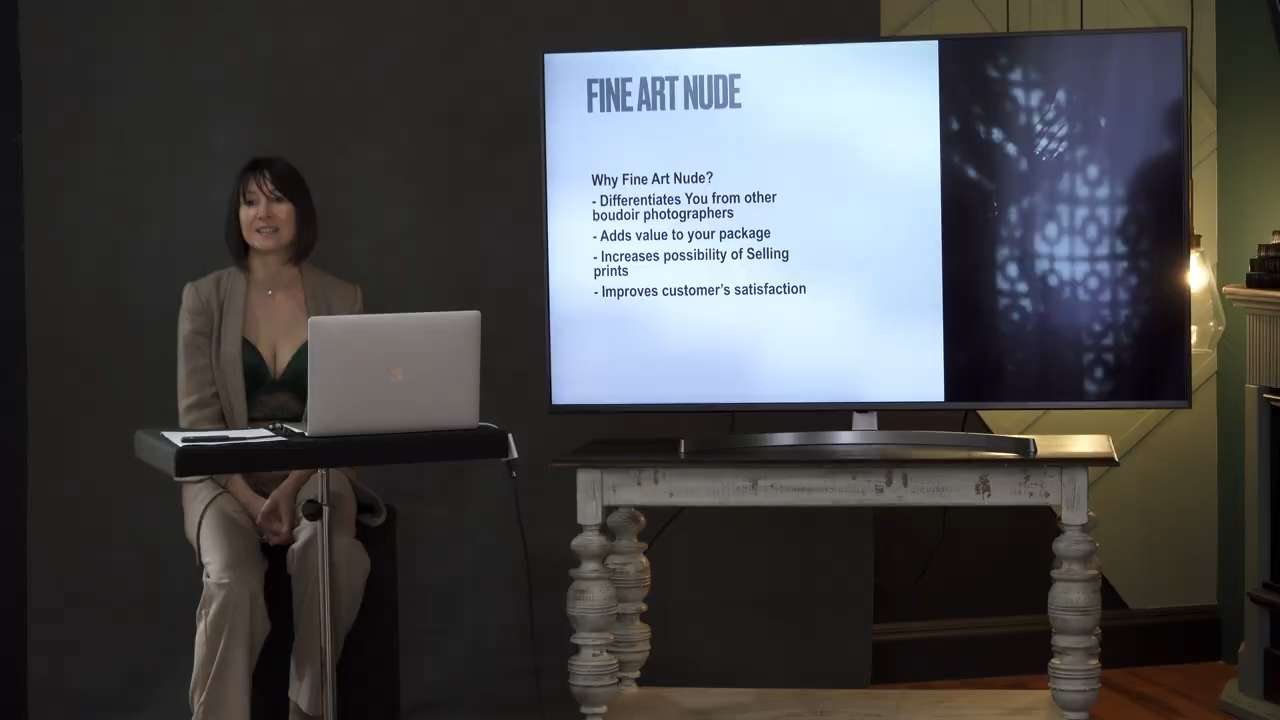 FINE ART NUDE
Why Fine Art Nude?
- Differentiates You from other
boudoir photographers
- Adds value to your package
- Increases possibility of Selling
prints
- Improves customer's satisfaction